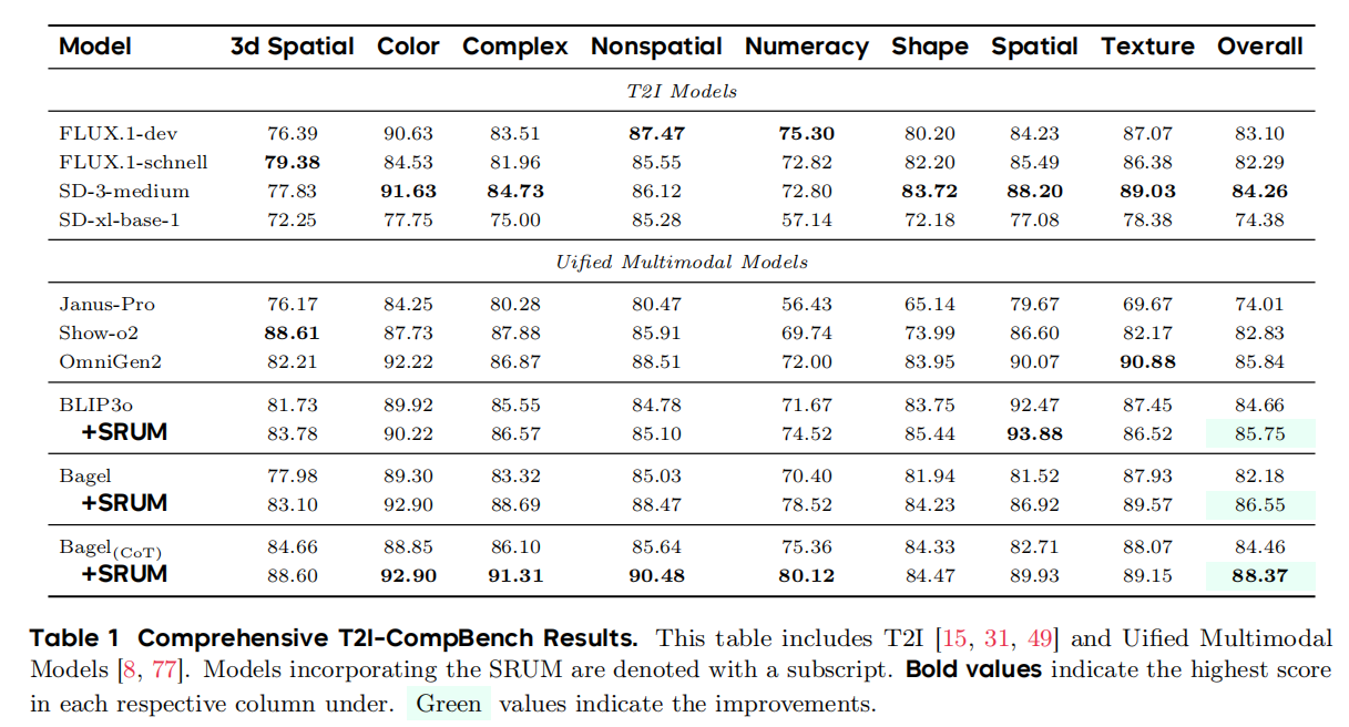 Model 3d Spatial Color Complex Nonspatial Numeracy Shape Spatial Texture Overall
T2I Models
FLUX.1-dev 76.39 90.63 83.51 87.47 75.30 80.20 84.23 87.07 83.10
FLUX.1-schnell 79.38 84.53 81.96 85.55 72.82 82.20 85.49 86.38 82.29
SD-3-medium 77.83 91.63 84.73 86.12 72.80 83.72 88.20 89.03 84.26
SD-xl-base-1 72.25 77.75 75.00 85.28 57.14 72.18 77.08 78.38 74.38
Uified Multimodal Models
Janus-Pro 76.17 84.25 80.28 80.47 56.43 65.14 79.67 69.67 74.01
Show-o2 88.61 87.73 87.88 85.91 69.74 73.99 86.60 82.17 82.83
OmniGen2 82.21 92.22 86.87 88.51 72.00 83.95 90.07 90.88 85.84
BLIP3o 81.73 89.92 85.55 84.78 71.67 83.75 92.47 87.45 84.66
+SRUM 83.78 90.22 86.57 85.10 74.52 85.44 93.88 86.52 85.75
Bagel 77.98 89.30 83.32 85.03 70.40 81.94 81.52 87.93 82.18
+SRUM 83.10 92.90 88.69 88.47 78.52 84.23 86.92 89.57 86.55
Bagel(CoT) 84.66 88.85 86.10 85.64 75.36 84.33 82.71 88.07 84.46
+SRUM 88.60 92.90 91.31 90.48 80.12 84.47 89.93 89.15 88.37
Table 1 Comprehensive T2I-CompBench Results. This table includes T2I [15, 31, 49] and Uified Multimodal
Models [8, 77]. Models incorporating the SRUM are denoted with a subscript. Bold values indicate the highest score
in each respective column under. Green values indicate the improvements.